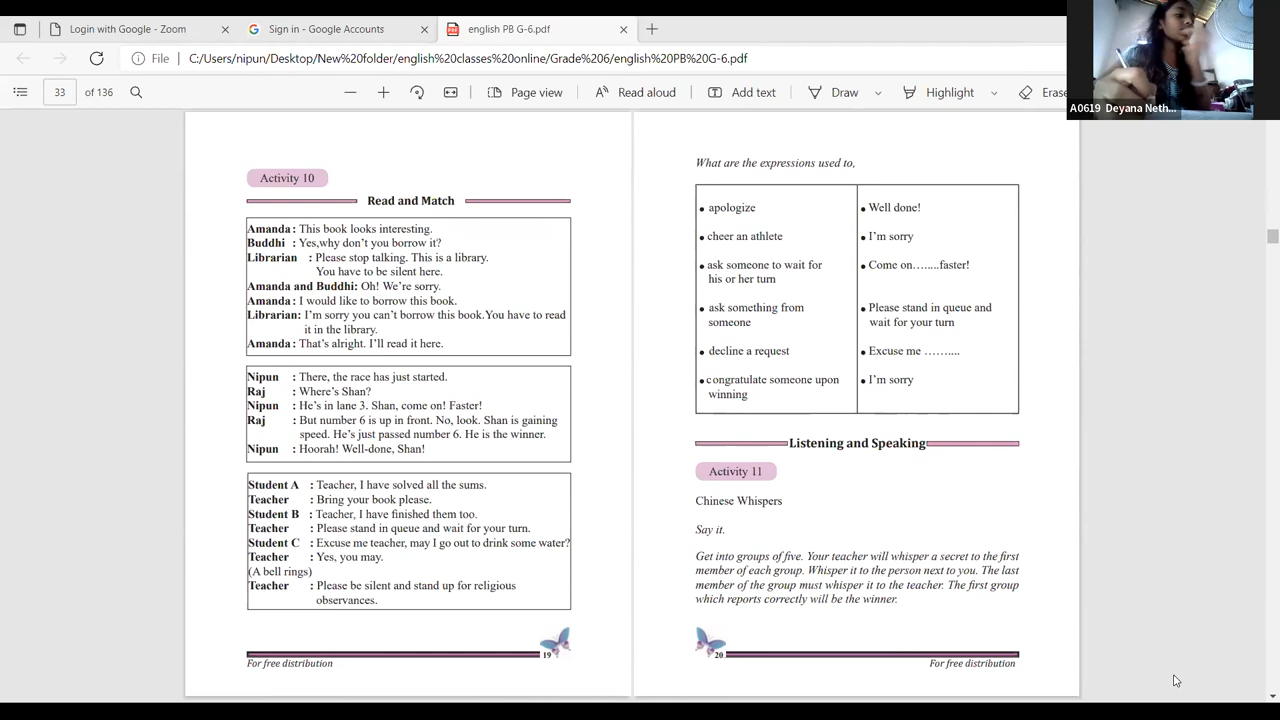 Login with Google - Zoom
Sign in - Google Accounts
english PB G-6.pdf
File
C:/Users/nipun/Desktop/New%20folder/english%20classes%20online/Grade%206/english%20PB%20G-6.pdf
33 of 136
Page view
Read aloud
Add text
Draw
Highlight
Erase
A0619 Deyana Neth...
Activity 10
Read and Match
Amanda : This book looks interesting.
Buddhi : Yes,why don't you borrow it?
Librarian : Please stop talking. This is a library.
You have to be silent here.
Amanda and Buddhi: Oh! We're sorry.
Amanda : I would like to borrow this book.
Librarian: I'm sorry you can't borrow this book.You have to read
it in the library.
Amanda : That's alright. I'll read it here.
Nipun : There, the race has just started.
Raj : Where's Shan?
Nipun : He's in lane 3. Shan, come on! Faster!
Raj : But number 6 is up in front. No, look. Shan is gaining
speed. He's just passed number 6. He is the winner.
Nipun : Hoorah! Well-done, Shan!
Student A : Teacher, I have solved all the sums.
Teacher : Bring your book please.
Student B : Teacher, I have finished them too.
Teacher : Please stand in queue and wait for your turn.
Student C : Excuse me teacher, may I go out to drink some water?
Teacher : Yes, you may.
(A bell rings)
Teacher : Please be silent and stand up for religious
observances.
19
For free distribution
What are the expressions used to,
• apologize
• cheer an athlete
• ask someone to wait for
his or her turn
• ask something from
someone
• decline a request
• congratulate someone upon
winning
• Well done!
• I'm sorry
• Come on…....faster!
• Please stand in queue and
wait for your turn
• Excuse me ……....
• I'm sorry
Listening and Speaking
Activity 11
Chinese Whispers
Say it.
Get into groups of five. Your teacher will whisper a secret to the first
member of each group. Whisper it to the person next to you. The last
member of the group must whisper it to the teacher. The first group
which reports correctly will be the winner.
20
For free distribution